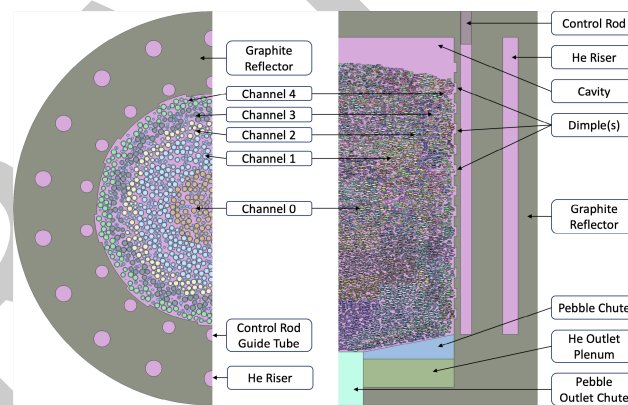 Graphite
Reflector
Channel 4
Channel 3
Channel 2
Channel 1
Channel 0
Control Rod
Guide Tube
He Riser
Control Rod
He Riser
Cavity
Dimple(s)
Graphite
Reflector
Pebble Chute
He Outlet
Plenum
Pebble
Outlet Chute